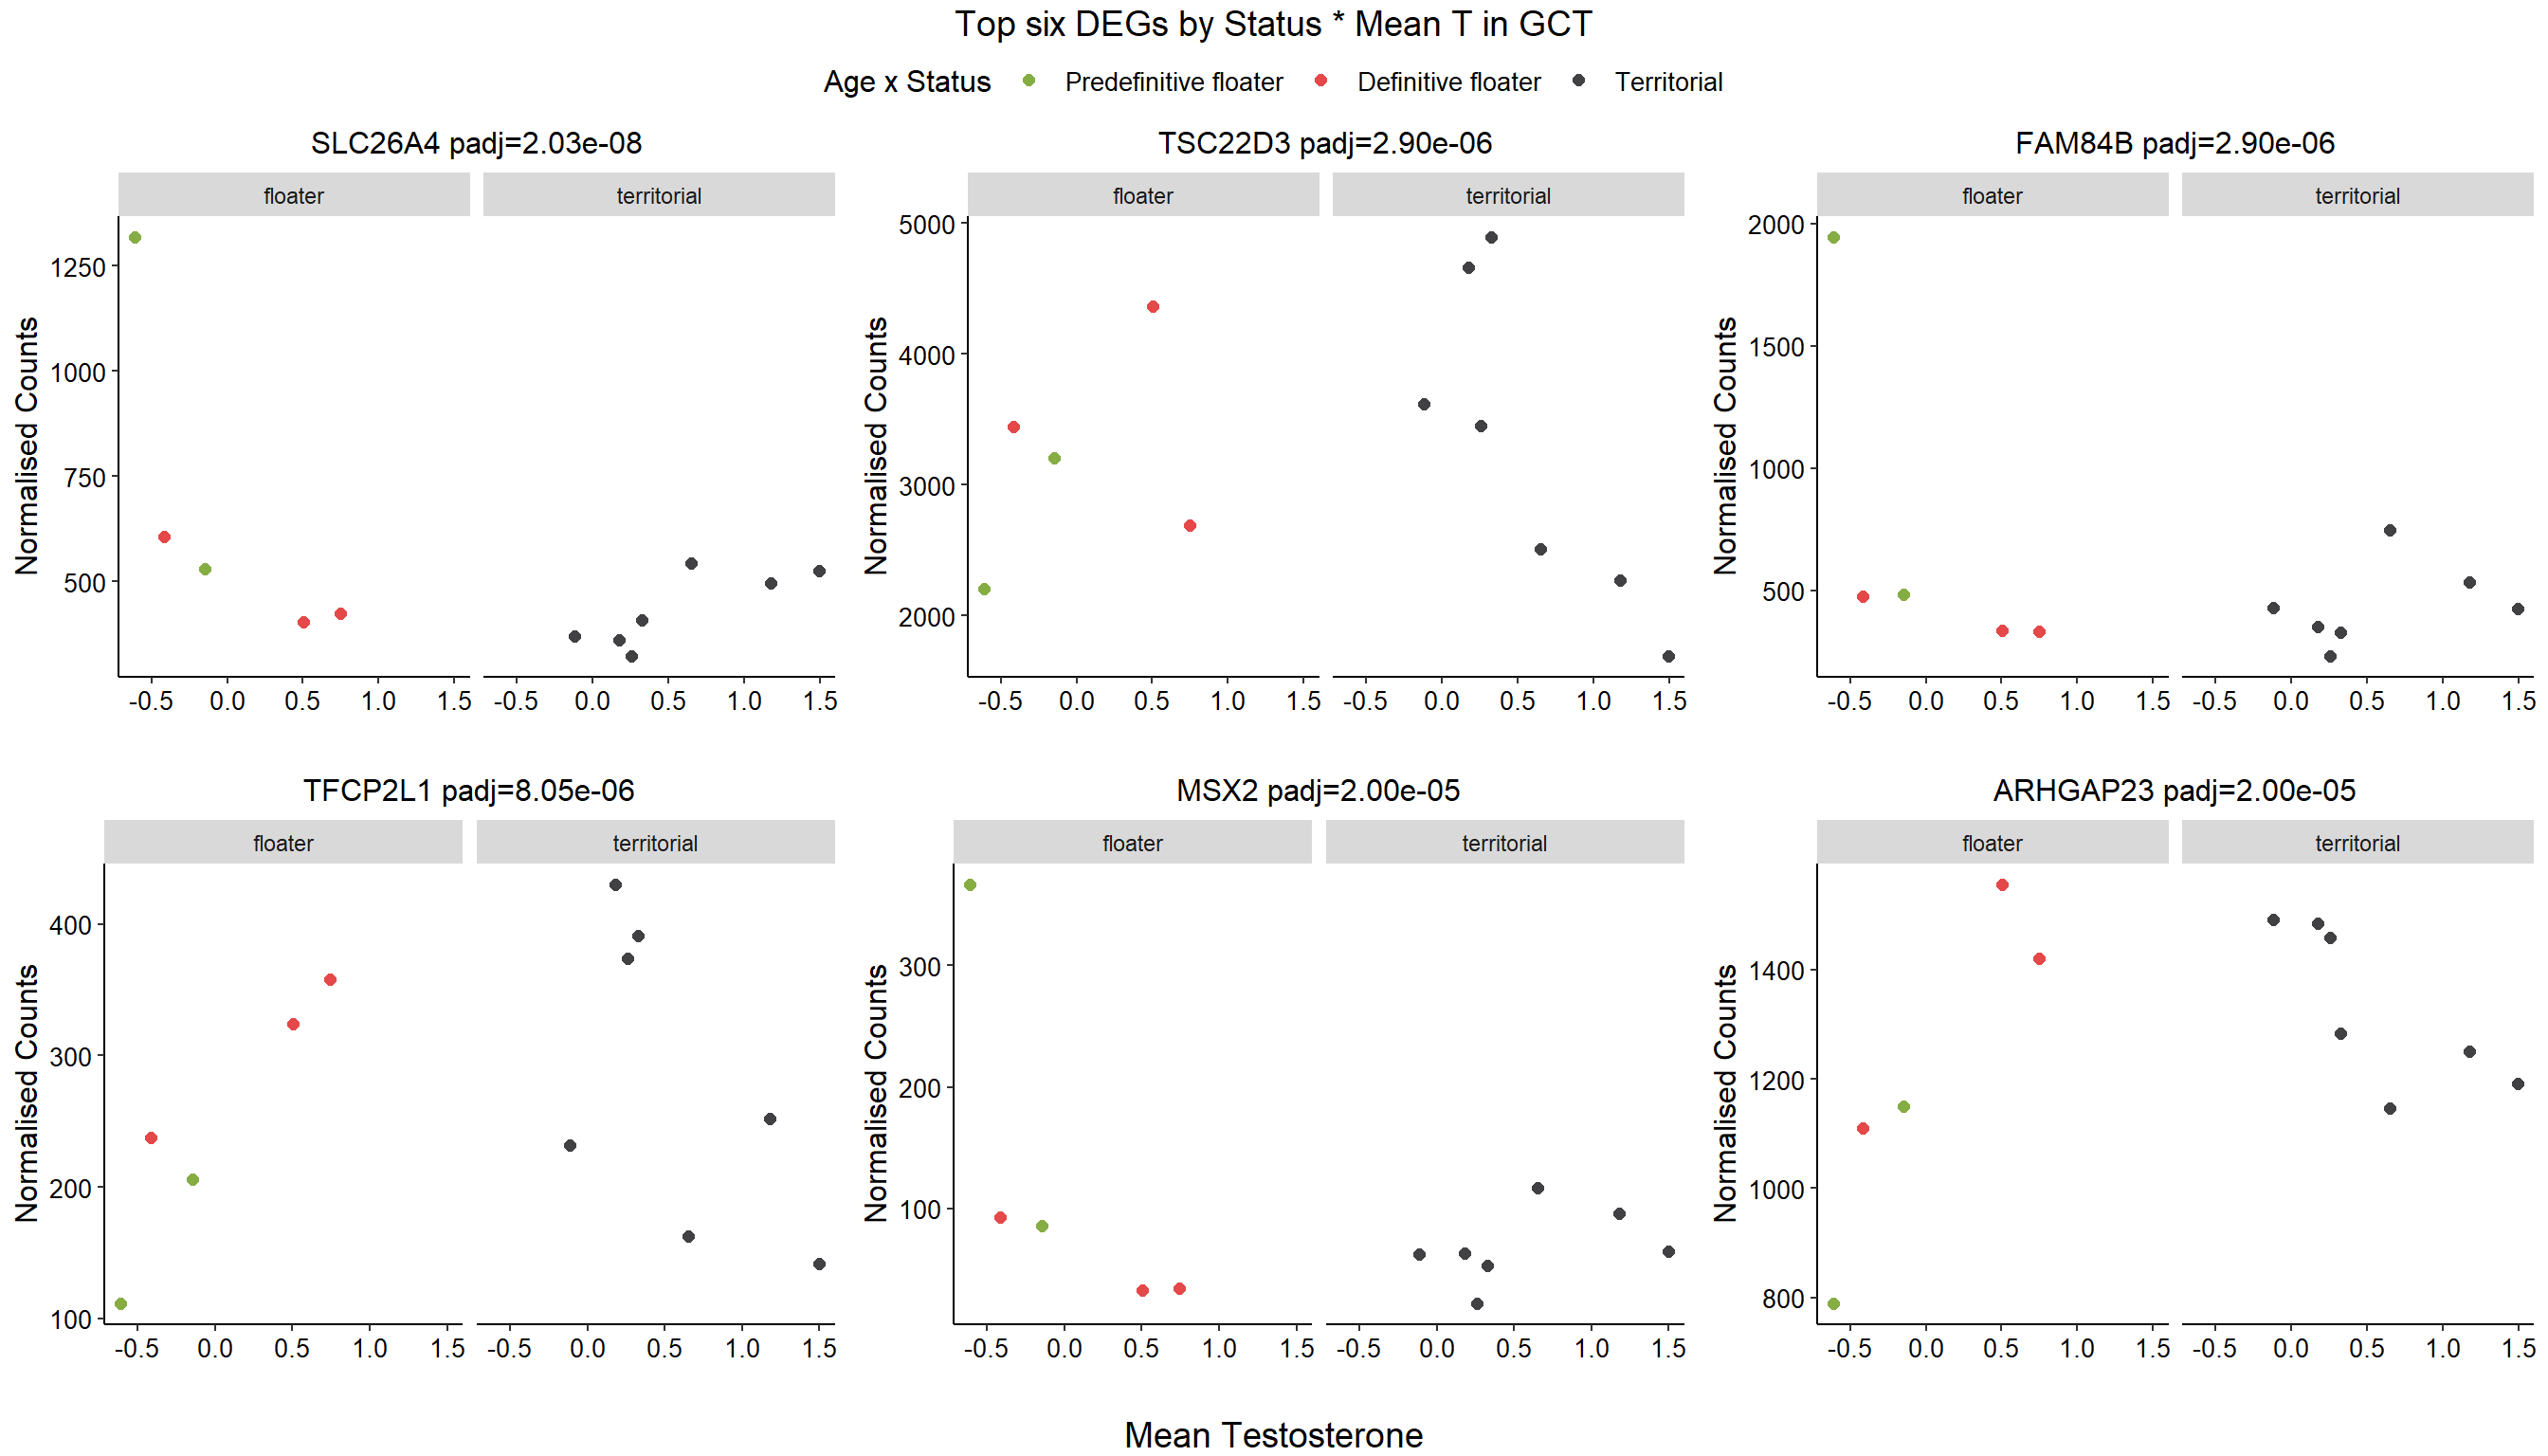 Top six DEGs by Status * Mean T in GCT
Age x Status Predefinitive floater Definitive floater Territorial
SLC26A4 padj=2.03e-08
floater territorial
Normalised Counts
1250
1000
750
500
-0.5 0.0 0.5 1.0 1.5 -0.5 0.0 0.5 1.0 1.5
TSC22D3 padj=2.90e-06
floater territorial
Normalised Counts
5000
4000
3000
2000
-0.5 0.0 0.5 1.0 1.5 -0.5 0.0 0.5 1.0 1.5
FAM84B padj=2.90e-06
floater territorial
Normalised Counts
2000
1500
1000
500
-0.5 0.0 0.5 1.0 1.5 -0.5 0.0 0.5 1.0 1.5
TFCP2L1 padj=8.05e-06
floater territorial
Normalised Counts
400
300
200
100
-0.5 0.0 0.5 1.0 1.5 -0.5 0.0 0.5 1.0 1.5
MSX2 padj=2.00e-05
floater territorial
Normalised Counts
300
200
100
-0.5 0.0 0.5 1.0 1.5 -0.5 0.0 0.5 1.0 1.5
ARHGAP23 padj=2.00e-05
floater territorial
Normalised Counts
1400
1200
1000
800
-0.5 0.0 0.5 1.0 1.5 -0.5 0.0 0.5 1.0 1.5
Mean Testosterone